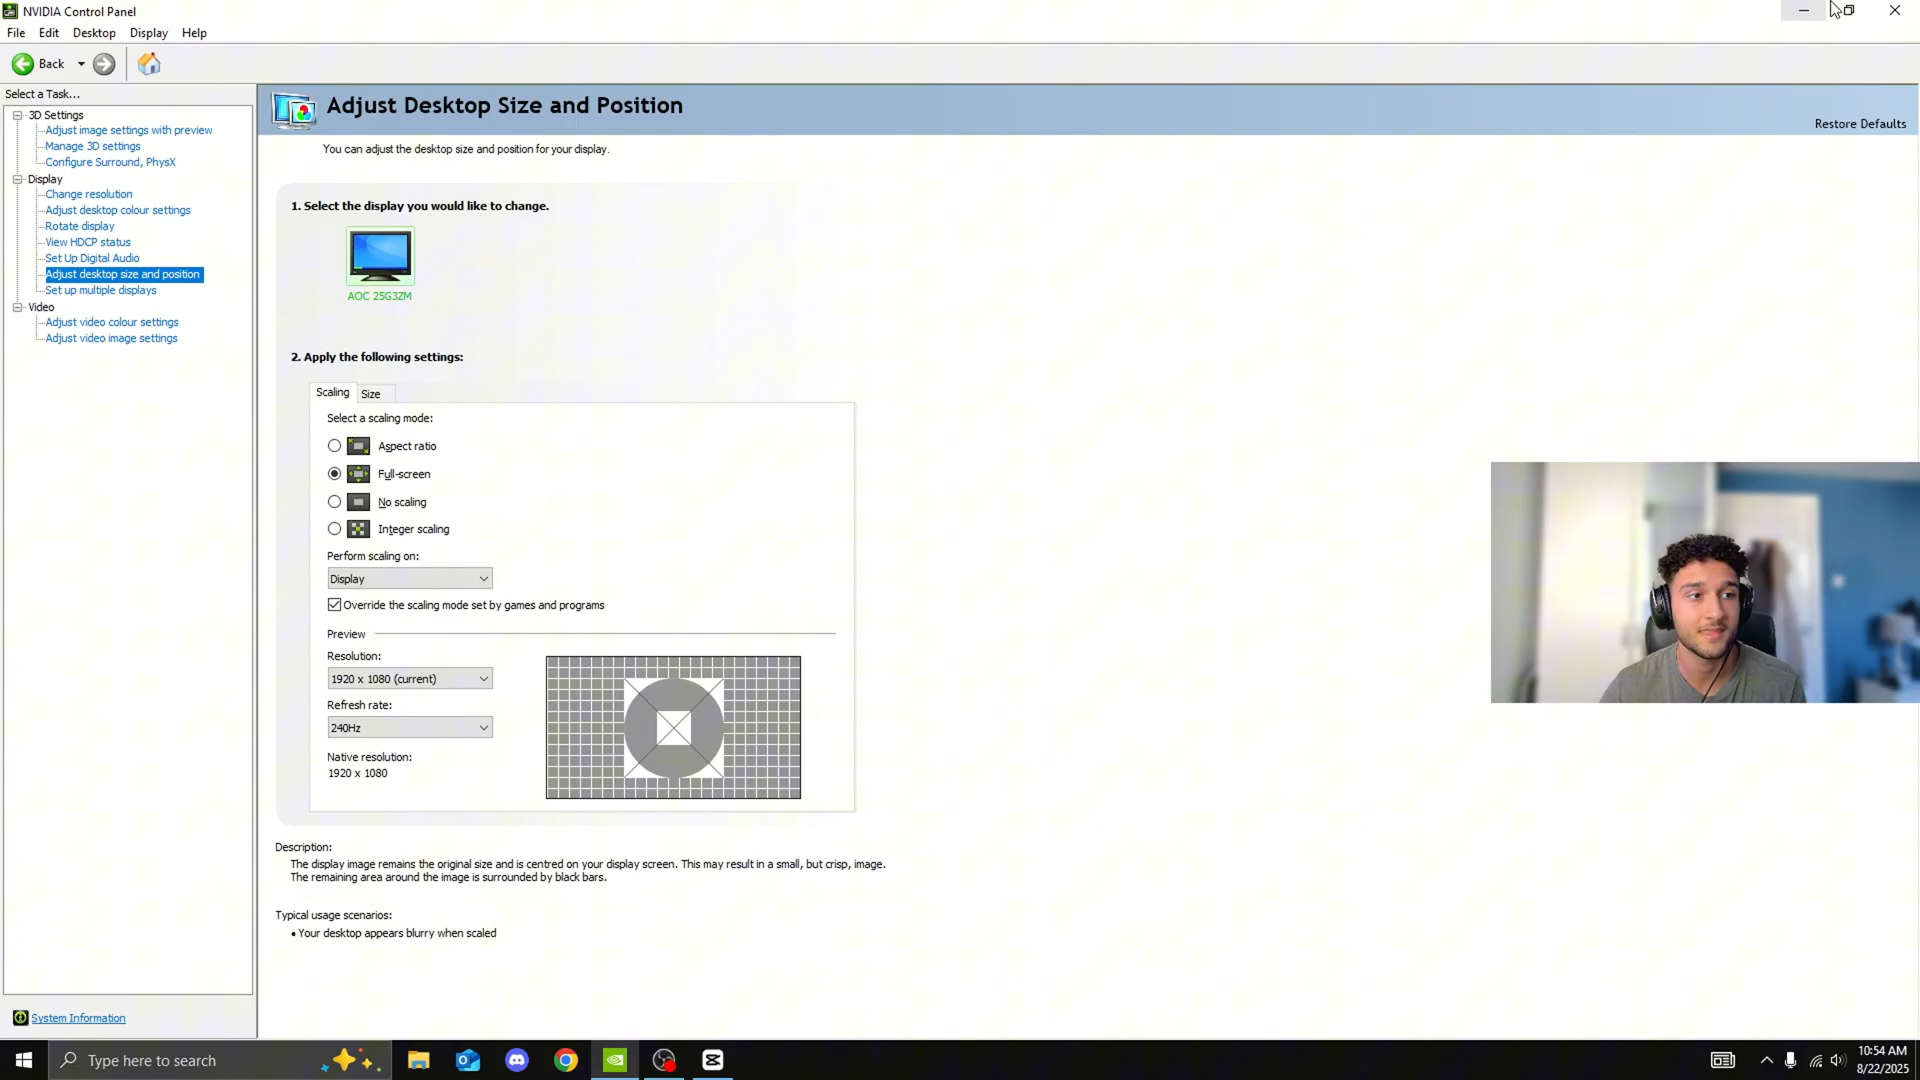 NVIDIA Control Panel
File Edit Desktop Display Help
Back
Select a Task...
3D Settings
Adjust image settings with preview
Manage 3D settings
Configure Surround, PhysX
Display
Change resolution
Adjust desktop colour settings
Rotate display
View HDCP status
Set Up Digital Audio
Adjust desktop size and position
Set up multiple displays
Video
Adjust video colour settings
Adjust video image settings
System Information
Adjust Desktop Size and Position
Restore Defaults
You can adjust the desktop size and position for your display.
1. Select the display you would like to change.
AOC 25G3ZM
2. Apply the following settings:
Scaling Size
Select a scaling mode:
Aspect ratio
Full-screen
No scaling
Integer scaling
Perform scaling on:
Display
Override the scaling mode set by games and programs
Preview
Resolution:
1920 x 1080 (current)
Refresh rate:
240Hz
Native resolution:
1920 x 1080
Description:
The display image remains the original size and is centred on your display screen. This may result in a small, but crisp, image.
The remaining area around the image is surrounded by black bars.
Typical usage scenarios:
• Your desktop appears blurry when scaled
Type here to search
10:54 AM
8/22/2025